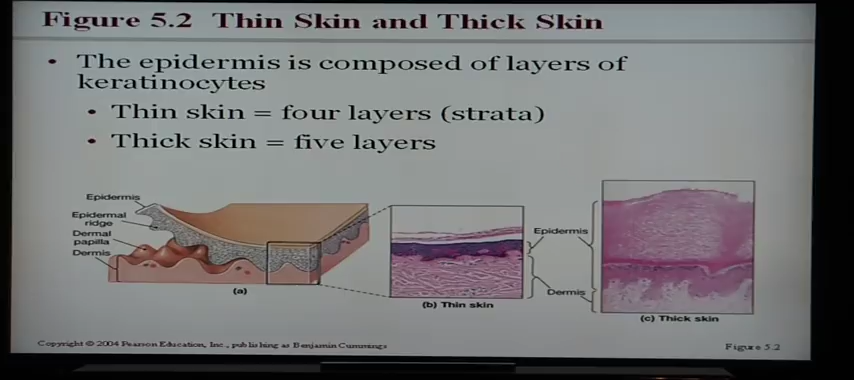 Figure 5.2 Thin Skin and Thick Skin
• The epidermis is composed of layers of
keratinocytes
• Thin skin = four layers (strata)
• Thick skin = five layers
Epidermis
Epidermal
ridge
Dermal
papilla
Dermis
(a)
(b) Thin skin
Epidermis
Dermis
(c) Thick skin
Copyright © 2004 Pearson Education, Inc., publishing as Benjamin Cummings
Figure 5.2